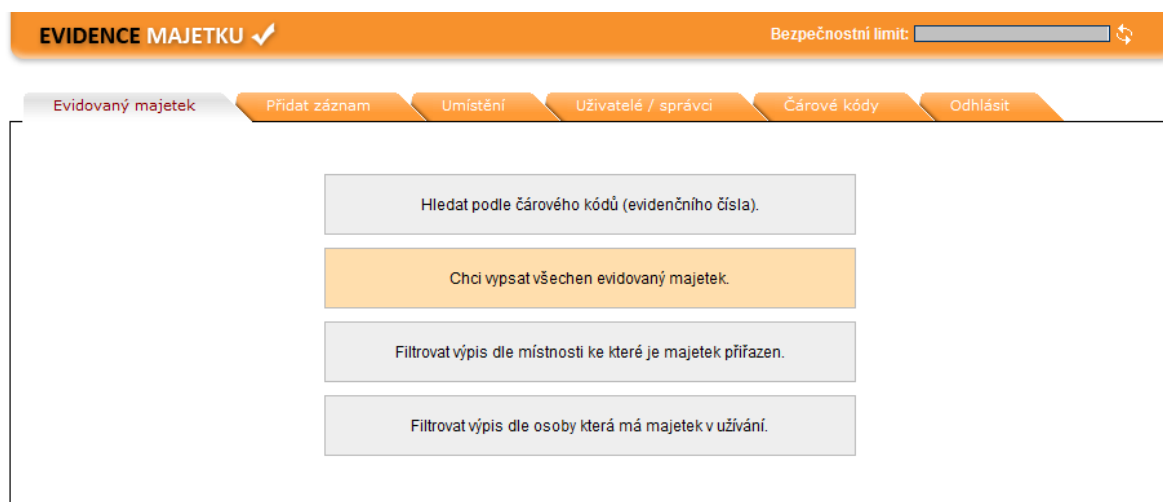 EVIDENCE MAJETKU
Bezpečnostní limit:
Evidovaný majetek
Přidat záznam
Umístění
Uživatelé / správci
Čárové kódy
Odhlásit
Hledat podle čárového kódů (evidenčního čísla).
Chci vypsat všechen evidovaný majetek.
Filtrovat výpis dle místnosti ke které je majetek přiřazen.
Filtrovat výpis dle osoby která má majetek v užívání.